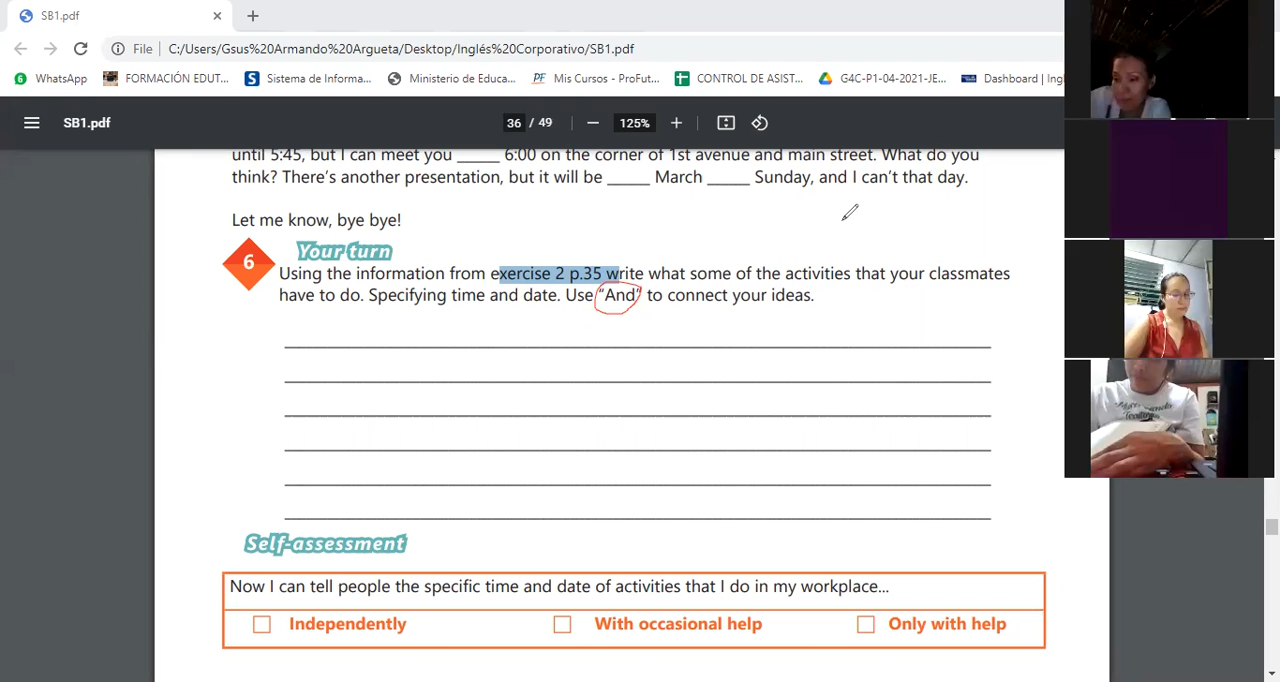 SB1.pdf
File C:/Users/Gsus%20Armando%20Argueta/Desktop/Inglés%20Corporativo/SB1.pdf
WhatsApp FORMACIÓN EDUT... Sistema de Informa... Ministerio de Educa... Mis Cursos - ProFut... CONTROL DE ASIST... G4C-P1-04-2021-JE... Dashboard | Ingl
SB1.pdf 36 / 49 125%
until 5:45, but I can meet you _____ 6:00 on the corner of 1st avenue and main street. What do you
think? There's another presentation, but it will be _____ March _____ Sunday, and I can't that day.
Let me know, bye bye!
6 Your turn
Using the information from exercise 2 p.35 write what some of the activities that your classmates
have to do. Specifying time and date. Use "And" to connect your ideas.
Self-assessment
Now I can tell people the specific time and date of activities that I do in my workplace...
Independently With occasional help Only with help